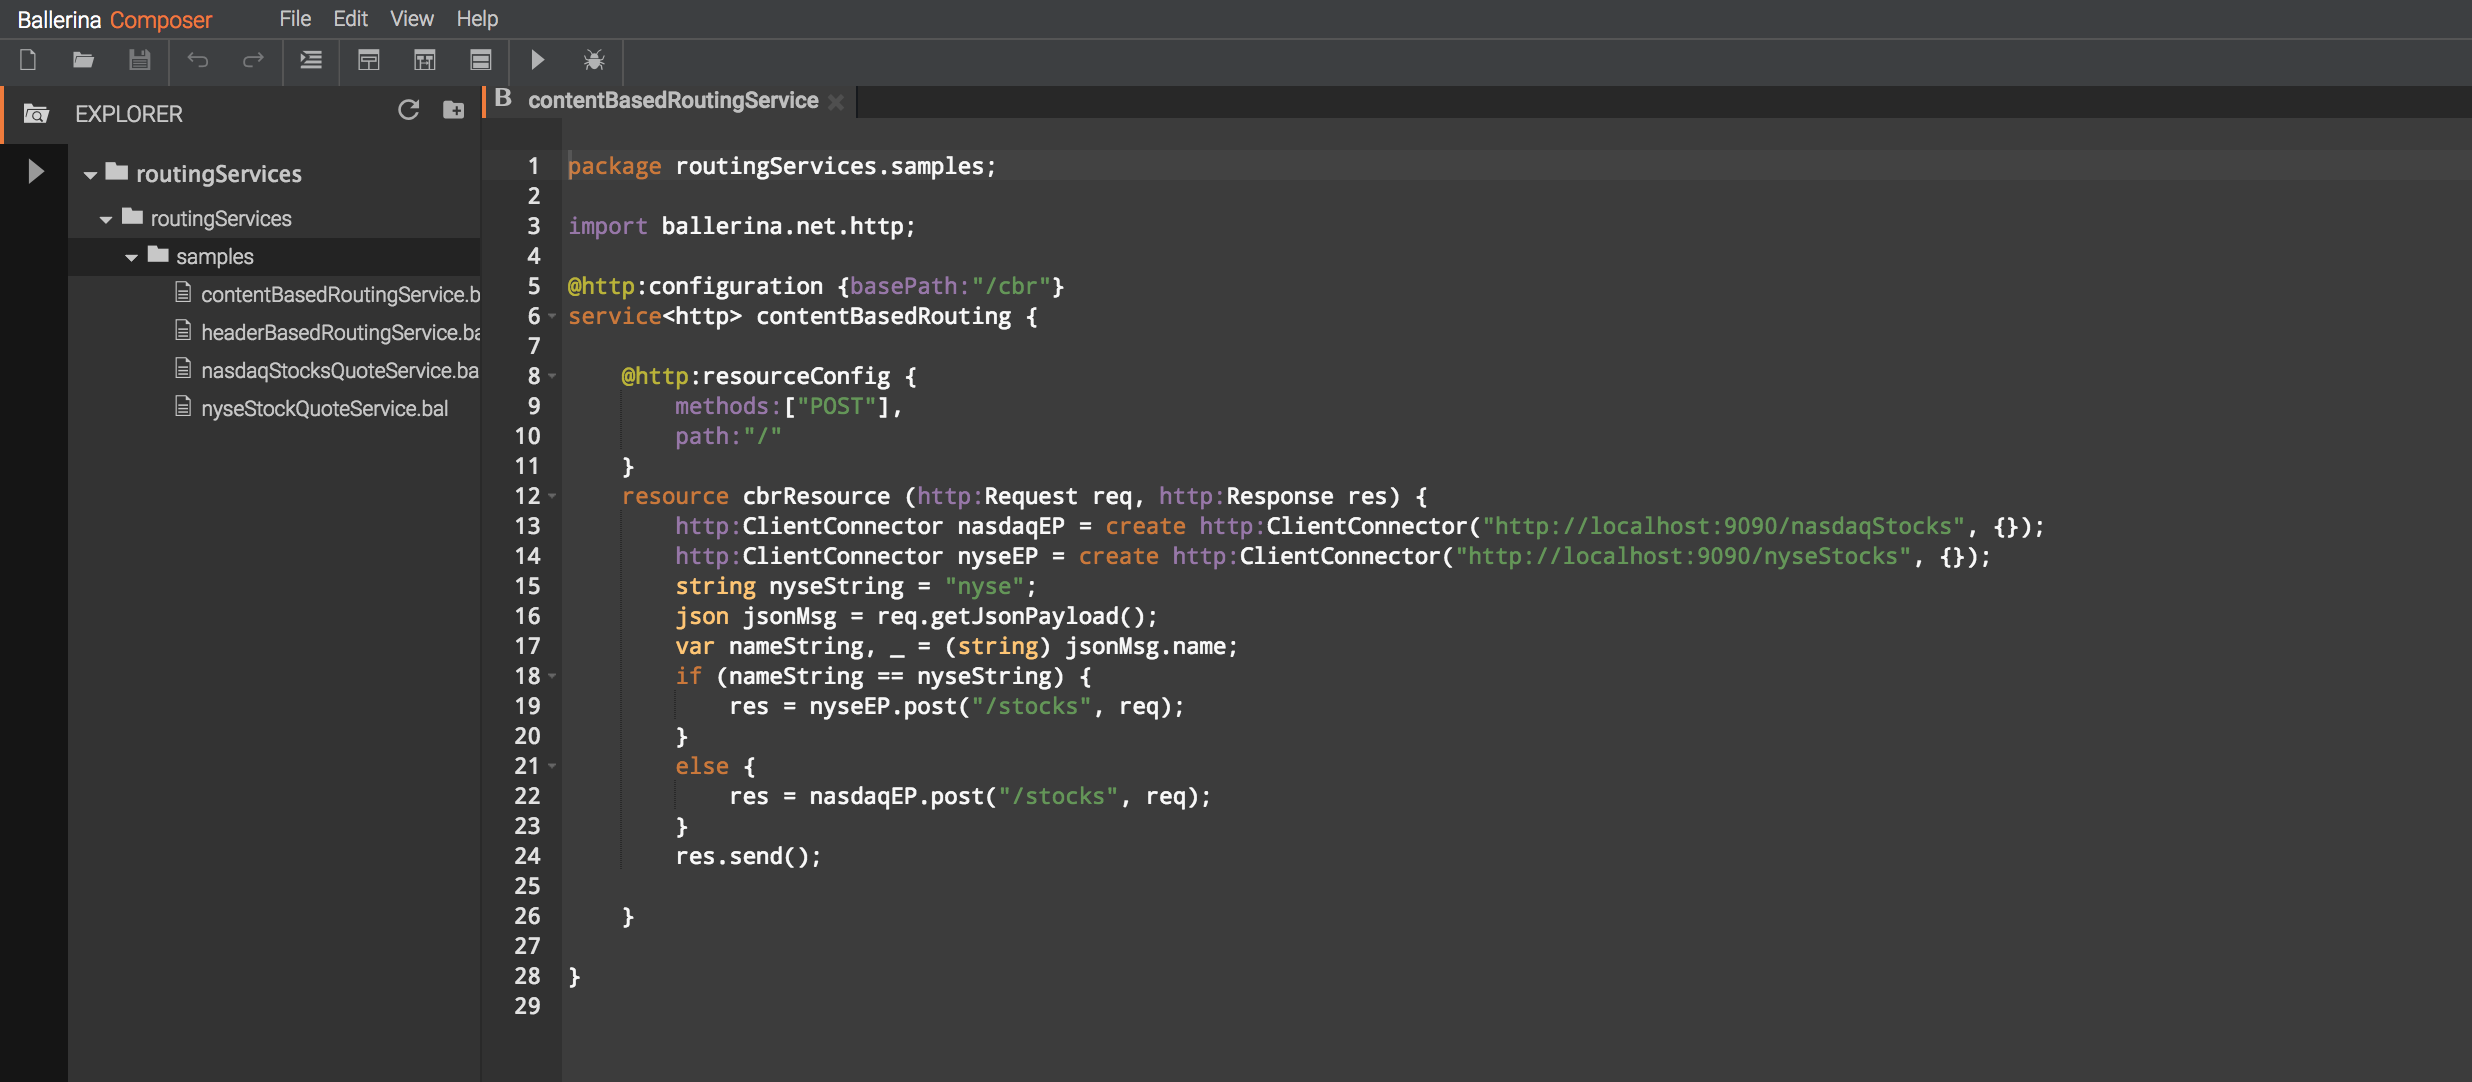 Ballerina Composer File Edit View Help
EXPLORER
routingServices
routingServices
samples
contentBasedRoutingService.b
headerBasedRoutingService.ba
nasdaqStocksQuoteService.ba
nyseStockQuoteService.bal
B contentBasedRoutingService
1 package routingServices.samples;
2
3 import ballerina.net.http;
4
5 @http:configuration {basePath:"/cbr"}
6 service<http> contentBasedRouting {
7
8     @http:resourceConfig {
9         methods:["POST"],
10         path:"/"
11     }
12     resource cbrResource (http:Request req, http:Response res) {
13         http:ClientConnector nasdaqEP = create http:ClientConnector("http://localhost:9090/nasdaqStocks", {});
14         http:ClientConnector nyseEP = create http:ClientConnector("http://localhost:9090/nyseStocks", {});
15         string nyseString = "nyse";
16         json jsonMsg = req.getJsonPayload();
17         var nameString, _ = (string) jsonMsg.name;
18         if (nameString == nyseString) {
19             res = nyseEP.post("/stocks", req);
20         }
21         else {
22             res = nasdaqEP.post("/stocks", req);
23         }
24         res.send();
25
26     }
27
28 }
29